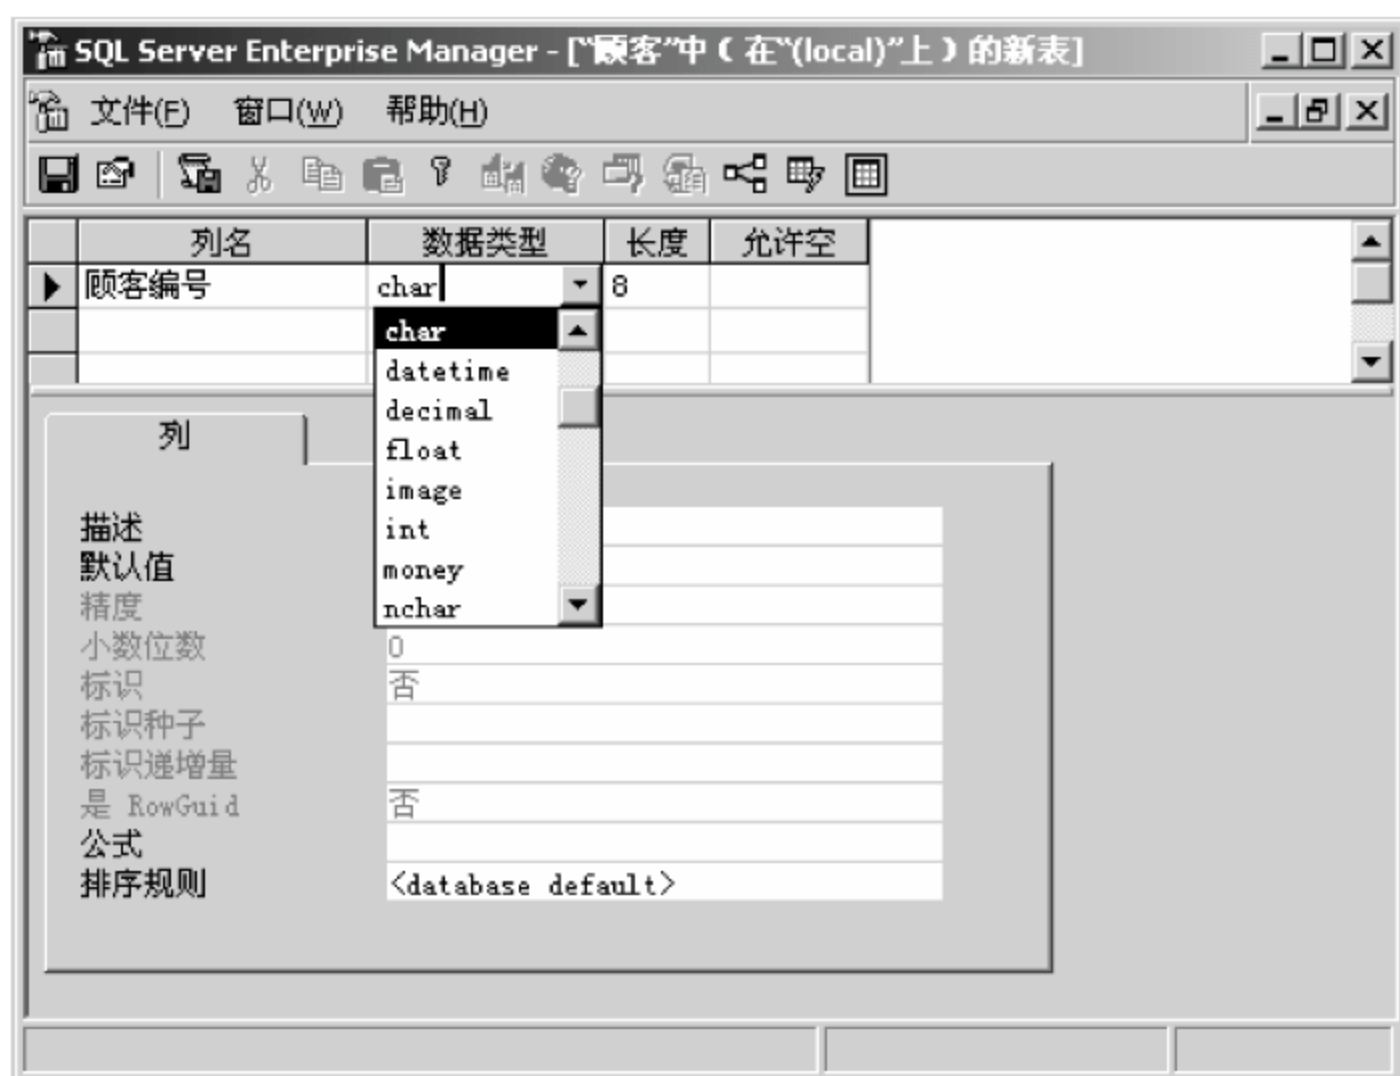 SQL Server Enterprise Manager - [“顾客”中（在“(local)”上）的新表]
文件(F) 窗口(W) 帮助(H)
列名 数据类型 长度 允许空
顾客编号 char 8
char
datetime
decimal
float
image
int
money
nchar
列
描述
默认值
精度
小数位数 0
标识 否
标识种子
标识递增量
是 RowGuid 否
公式
排序规则 <database default>